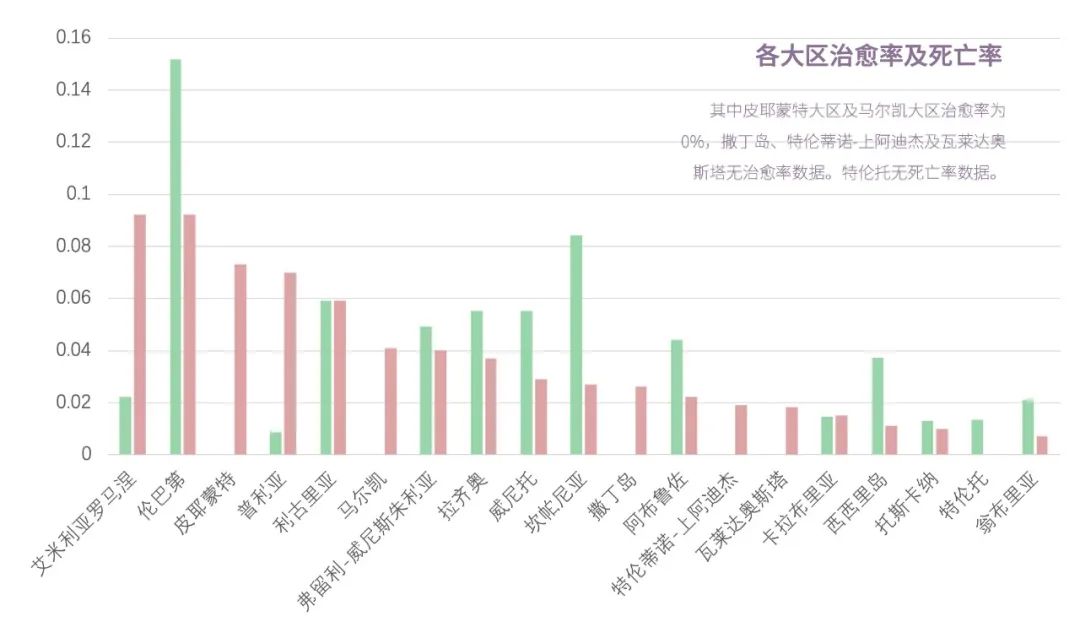 各大区治愈率及死亡率
其中皮耶蒙特大区及马尔凯大区治愈率为
0%，撒丁岛、特伦蒂诺-上阿迪杰及瓦莱达奥
斯塔无治愈率数据。特伦托无死亡率数据。
0.16
0.14
0.12
0.1
0.08
0.06
0.04
0.02
0
艾米利亚罗马涅
伦巴第
皮耶蒙特
普利亚
利古里亚
马尔凯
弗留利-威尼斯朱利亚
拉齐奥
威尼托
坎帕尼亚
撒丁岛
阿布鲁佐
特伦蒂诺-上阿迪杰
瓦莱达奥斯塔
卡拉布里亚
西西里岛
托斯卡纳
特伦托
翁布里亚